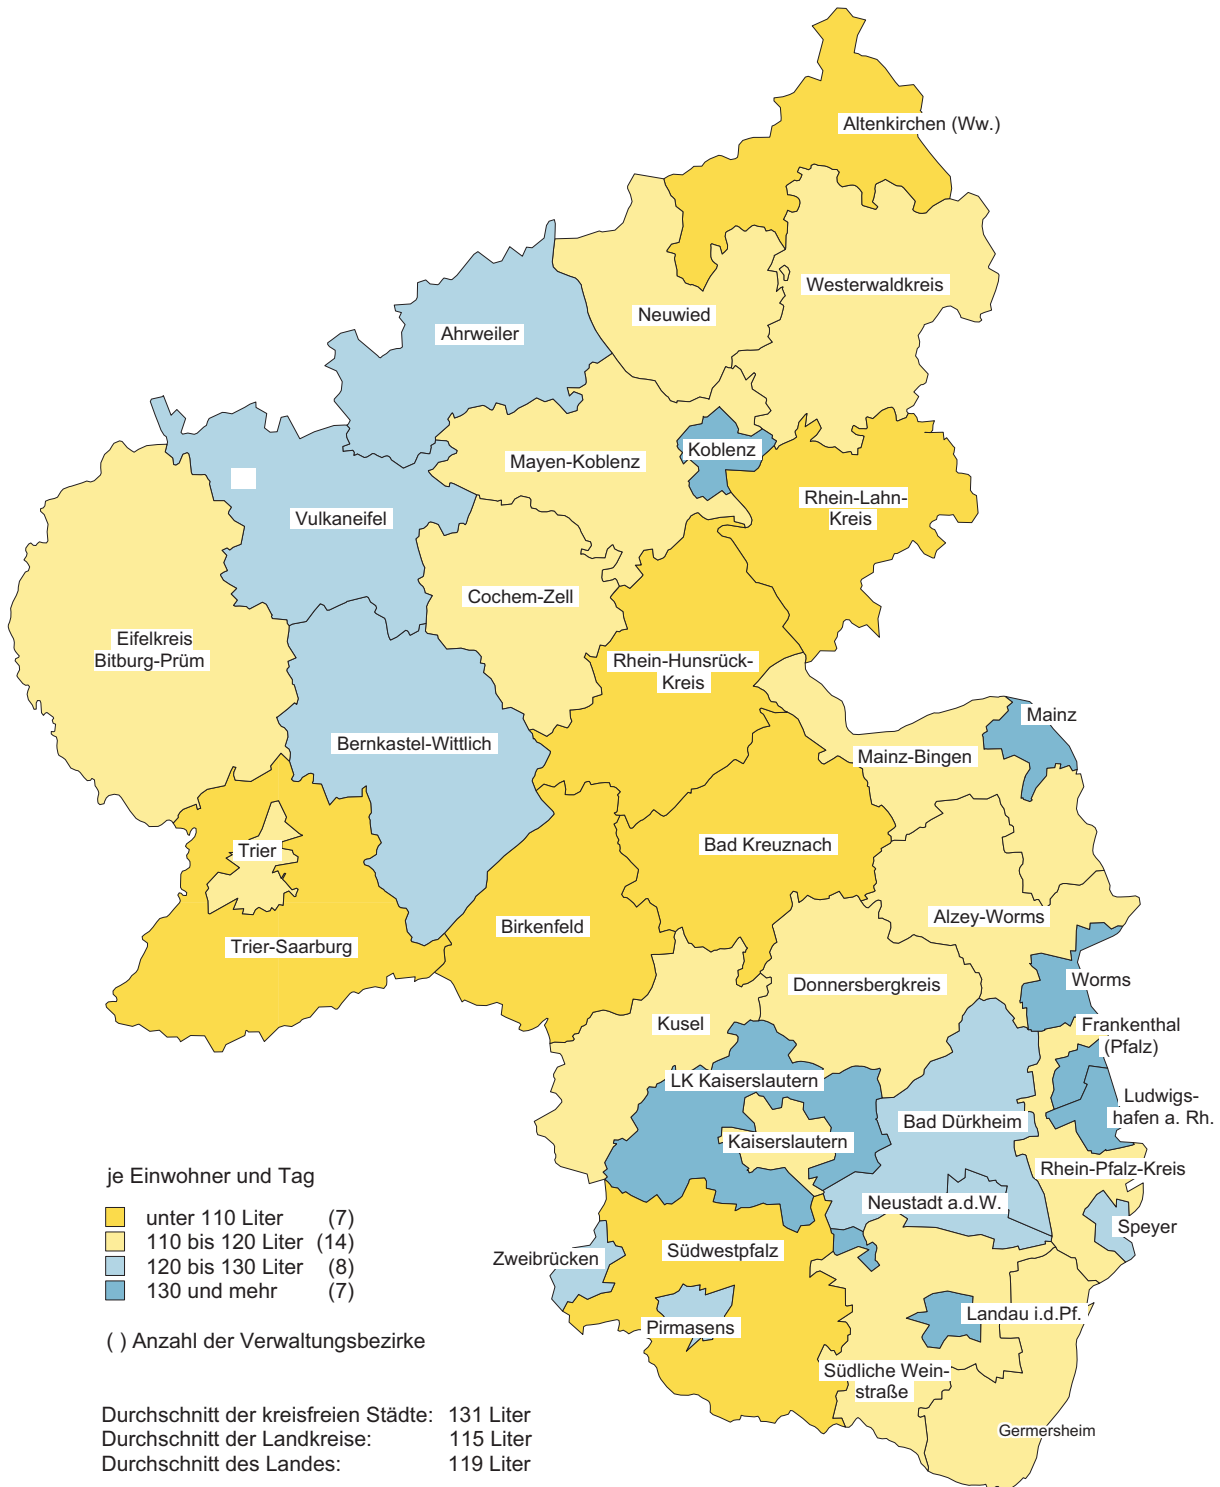 Altenkirchen (Ww.)
Westerwaldkreis
Neuwied
Ahrweiler
Koblenz
Mayen-Koblenz
Rhein-Lahn-
Kreis
Vulkaneifel
Cochem-Zell
Eifelkreis
Bitburg-Prüm
Rhein-Hunsrück-
Kreis
Mainz
Bernkastel-Wittlich
Mainz-Bingen
Trier
Bad Kreuznach
Alzey-Worms
Birkenfeld
Trier-Saarburg
Worms
Donnersbergkreis
Kusel
Frankenthal
(Pfalz)
LK Kaiserslautern
Ludwigs-
hafen a. Rh.
Bad Dürkheim
Kaiserslautern
Rhein-Pfalz-Kreis
Neustadt a.d.W.
Speyer
Zweibrücken
Südwestpfalz
Landau i.d.Pf.
Pirmasens
Südliche Wein-
straße
Germersheim
je Einwohner und Tag
unter 110 Liter (7)
110 bis 120 Liter (14)
120 bis 130 Liter (8)
130 und mehr (7)
( ) Anzahl der Verwaltungsbezirke
Durchschnitt der kreisfreien Städte: 131 Liter
Durchschnitt der Landkreise: 115 Liter
Durchschnitt des Landes: 119 Liter